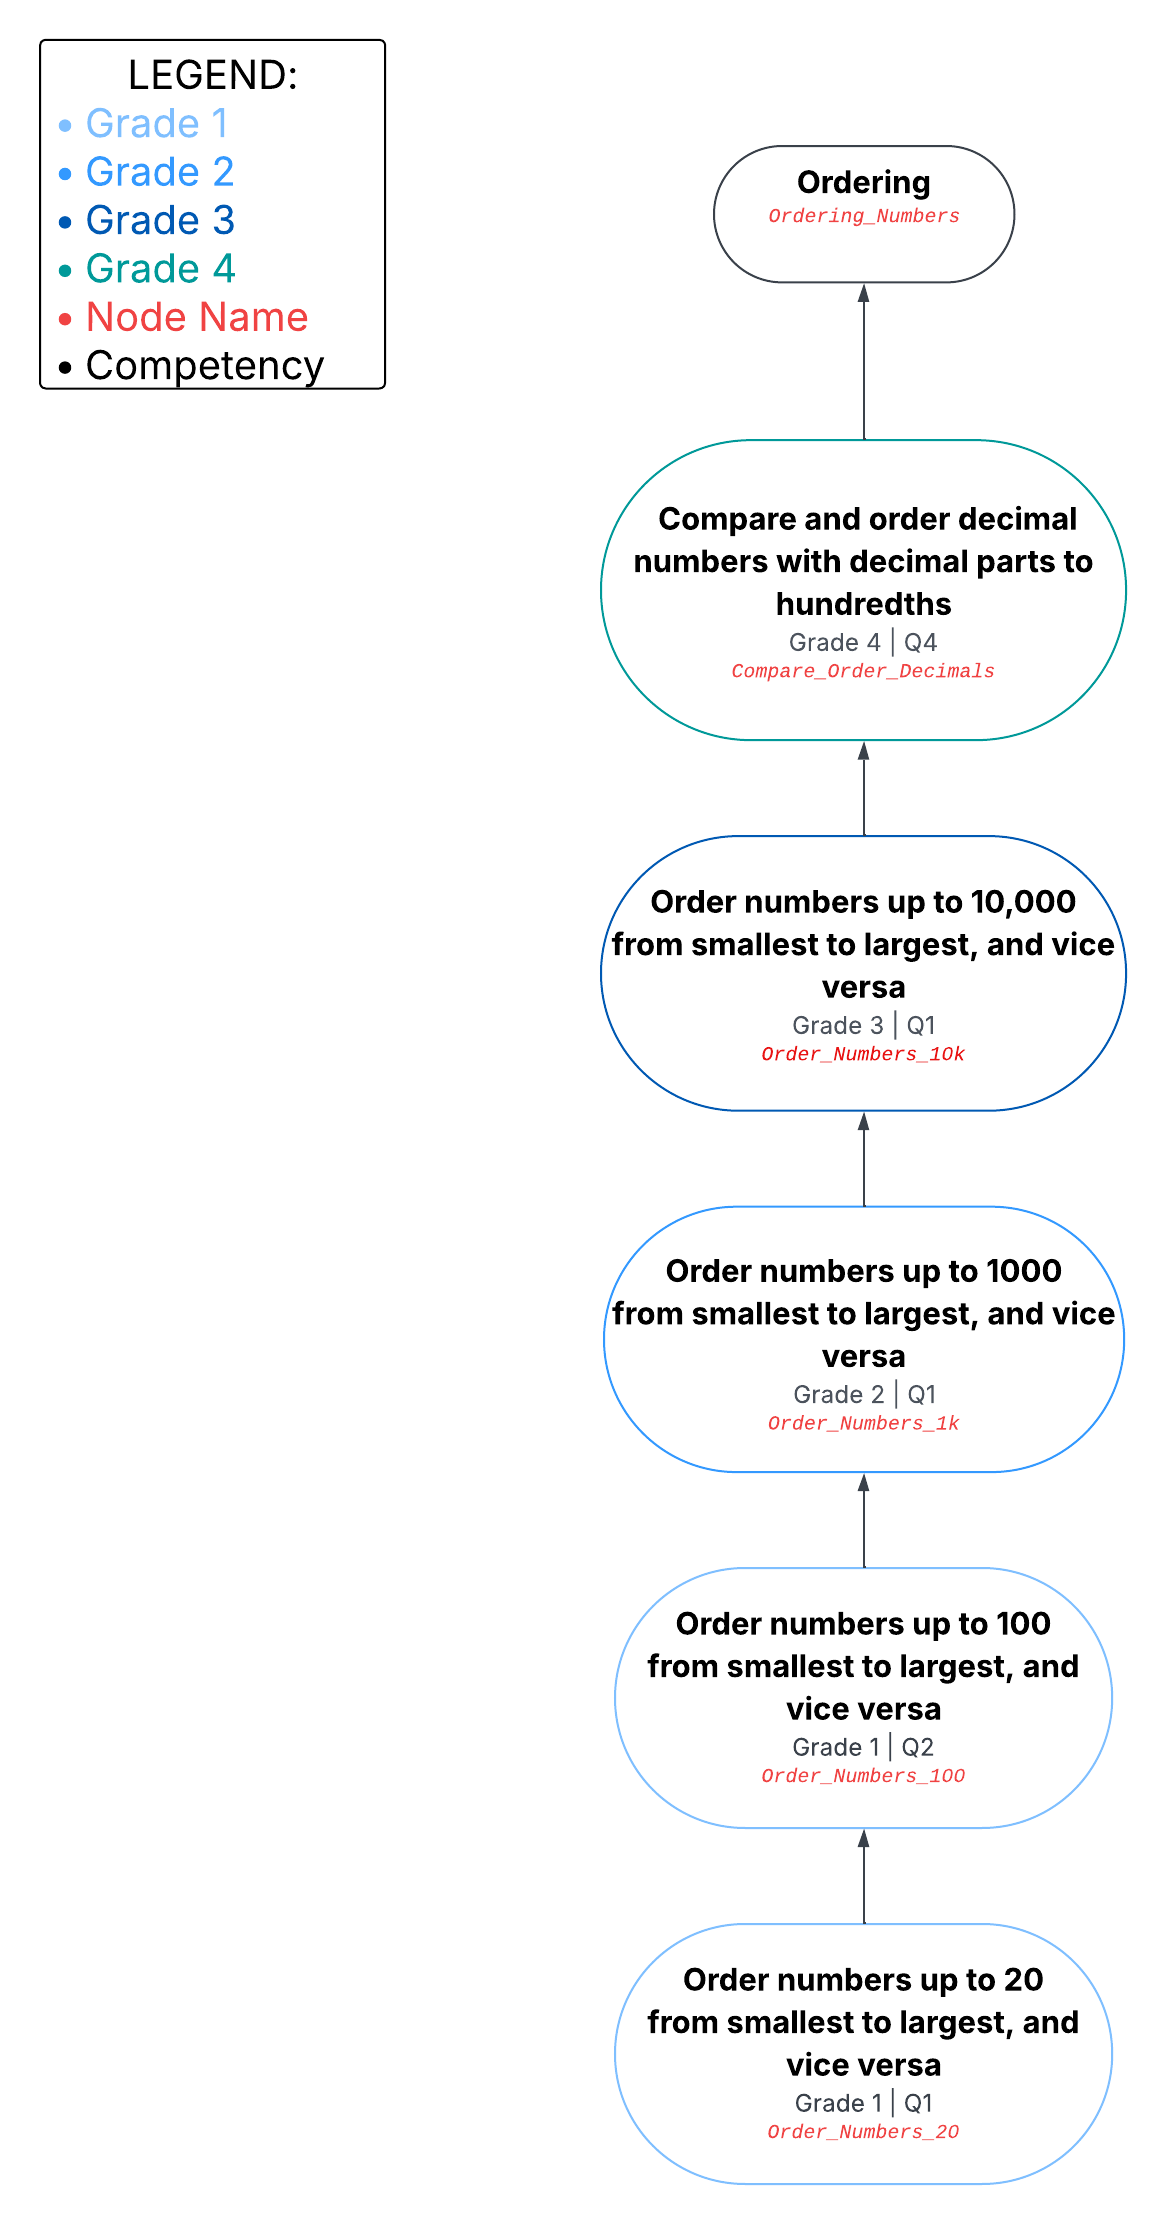 LEGEND:
• Grade 1
• Grade 2
• Grade 3
• Grade 4
• Node Name
• Competency
Ordering
Ordering_Numbers
Compare and order decimal
numbers with decimal parts to
hundredths
Grade 4 | Q4
Compare_Order_Decimals
Order numbers up to 10,000
from smallest to largest, and vice
versa
Grade 3 | Q1
Order_Numbers_10k
Order numbers up to 1000
from smallest to largest, and vice
versa
Grade 2 | Q1
Order_Numbers_1k
Order numbers up to 100
from smallest to largest, and
vice versa
Grade 1 | Q2
Order_Numbers_100
Order numbers up to 20
from smallest to largest, and
vice versa
Grade 1 | Q1
Order_Numbers_20